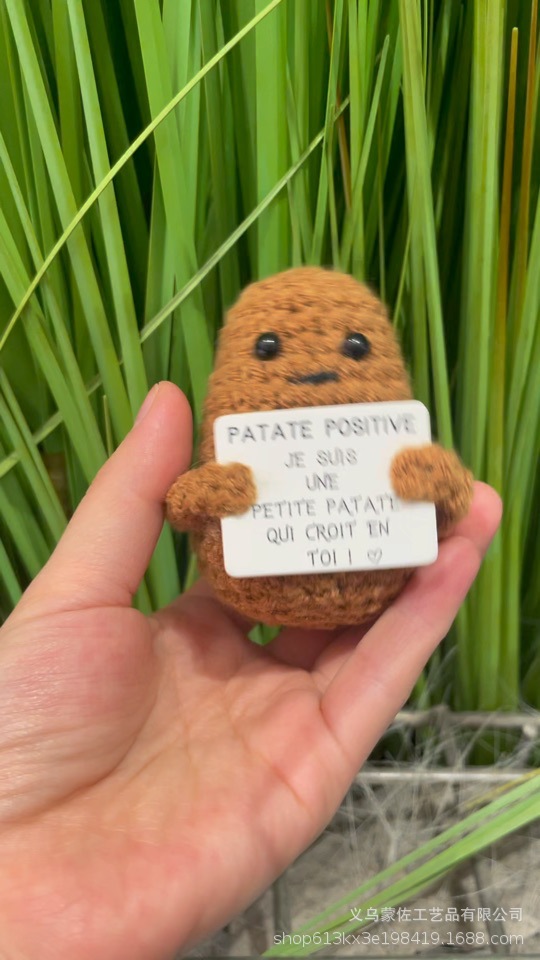 PATATE POSITIVE
JE SUIS
UNE
PETITE PATATE
QUI CROIT EN
TOI ! ♡
义乌蒙佐工艺品有限公司
shop613kx3e198419.1688.com